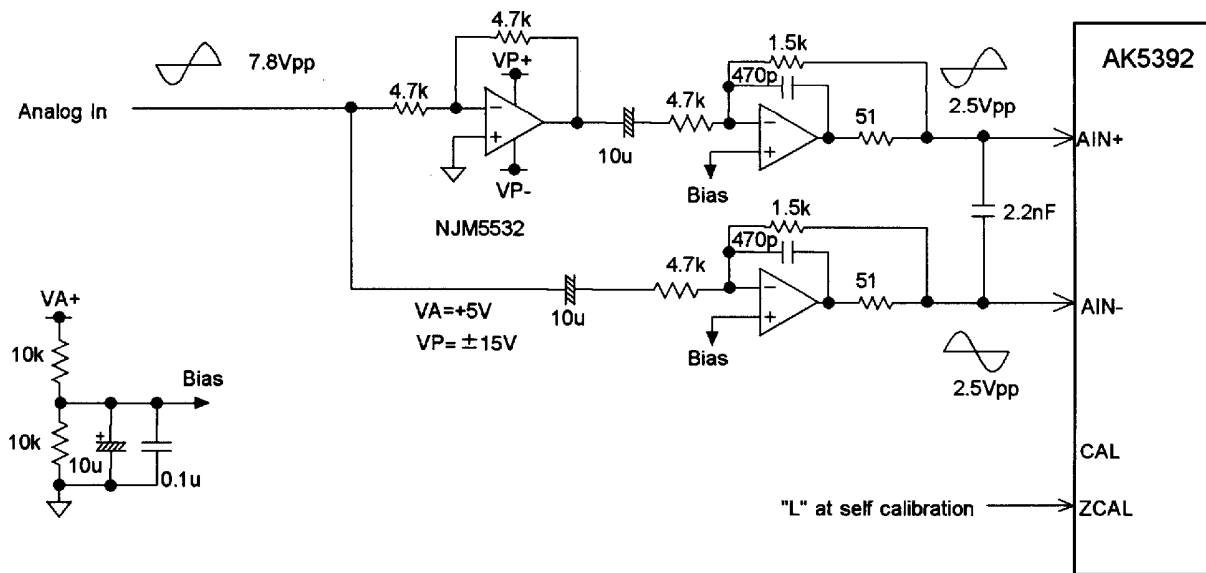 4.7k
1.5k
7.8Vpp
VP+
470p
AK5392
Analog In
4.7k
4.7k
51
2.5Vpp
AIN+
10u
Bias
VP-
NJM5532
1.5k
2.2nF
470p
4.7k
51
VA+
VA=+5V
10u
AIN-
VP=±15V
Bias
10k
Bias
2.5Vpp
10k
+
10u
0.1u
CAL
"L" at self calibration
ZCAL